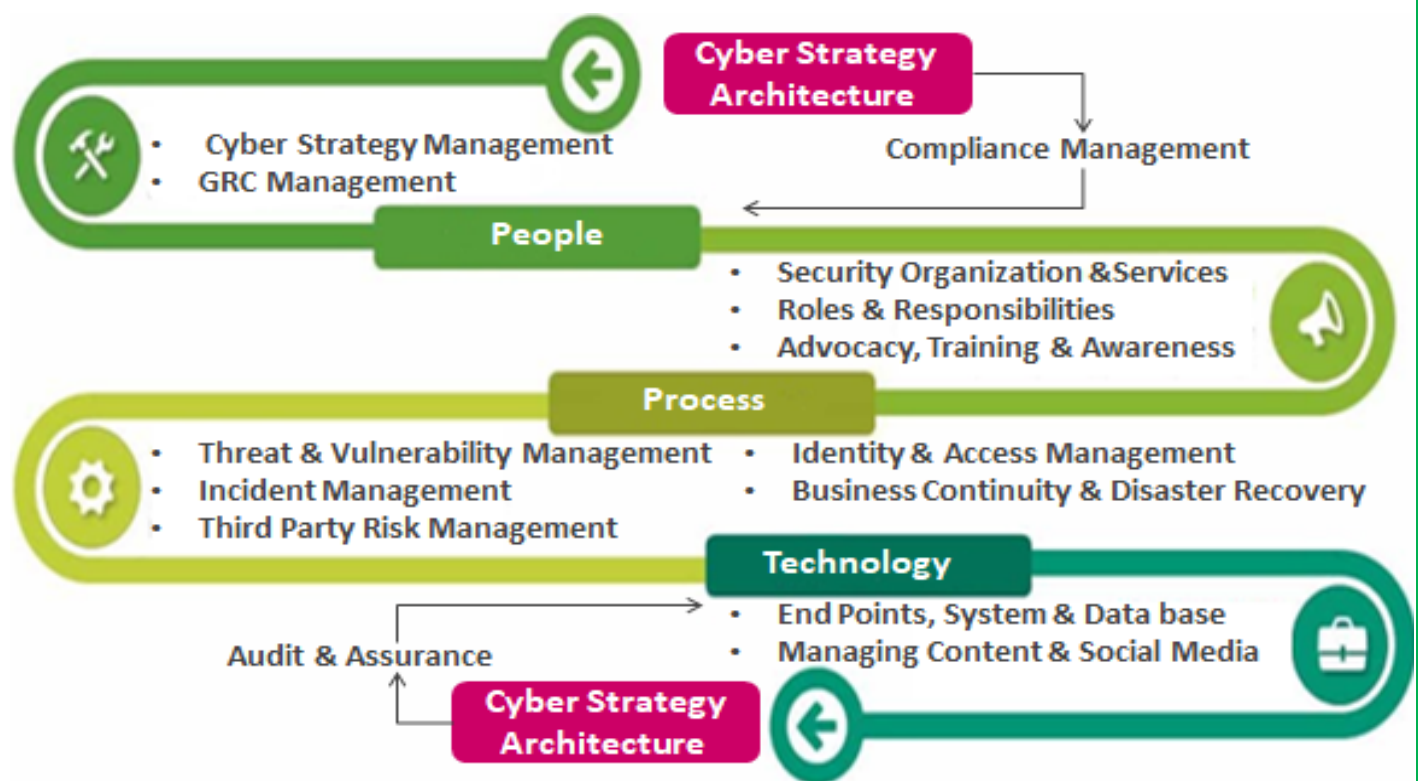 Cyber Strategy
Architecture
• Cyber Strategy Management
• GRC Management
Compliance Management
People
• Security Organization &Services
• Roles & Responsibilities
• Advocacy, Training & Awareness
Process
• Threat & Vulnerability Management
• Incident Management
• Third Party Risk Management
• Identity & Access Management
• Business Continuity & Disaster Recovery
Technology
• End Points, System & Data base
• Managing Content & Social Media
Audit & Assurance
Cyber Strategy
Architecture